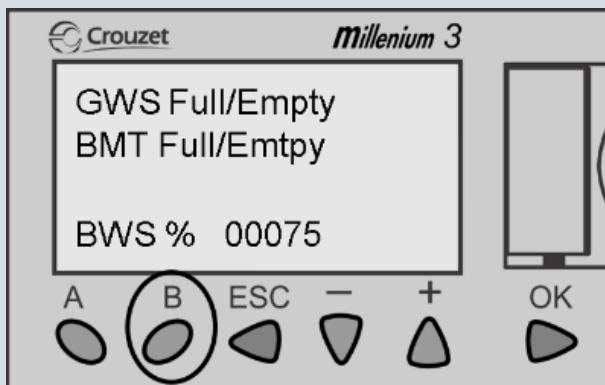 Crouzet Millenium 3
GWS Full/Empty
BMT Full/Emtpy
BWS % 00075
A B ESC − + OK